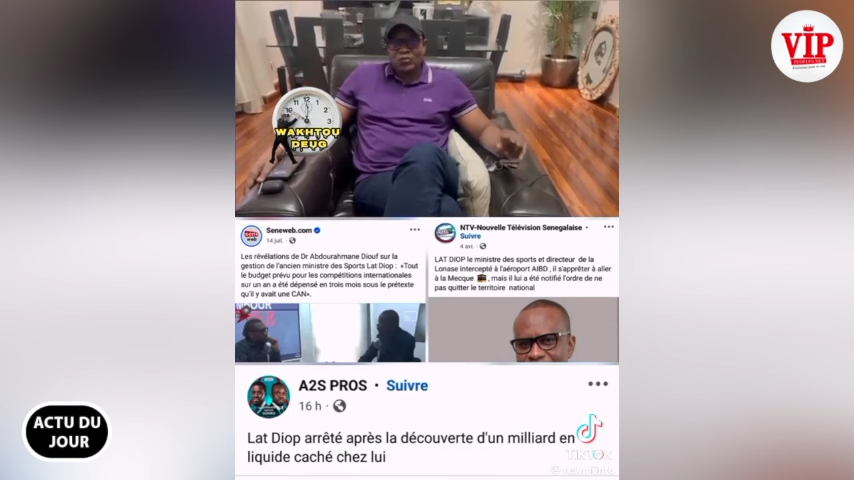 VIP
PEOPLES.NET
12
WAKHTOU
DEUG
Seneweb.com
14 juil.
Les révélations de Dr Abdourahmane Diouf sur la
gestion de l'ancien ministre des Sports Lat Diop : «Tout
le budget prévu pour les compétitions internationales
sur un an a été dépensé en trois mois sous le prétexte
qu'il y avait une CAN».
NTV-Nouvelle Télévision Senegalaise •
Suivre
4 avr.
LAT DIOP le ministre des sports et directeur de la
Lonase intercepté à l'aéroport AIBD , il s'apprêter à aller
à la Mecque 🕋 , mais il lui a été notifié l'ordre de ne
pas quitter le territoire national
A2S PROS • Suivre
16 h
Lat Diop arrêté après la découverte d'un milliard en
liquide caché chez lui
TikTok
ACTU DU
JOUR